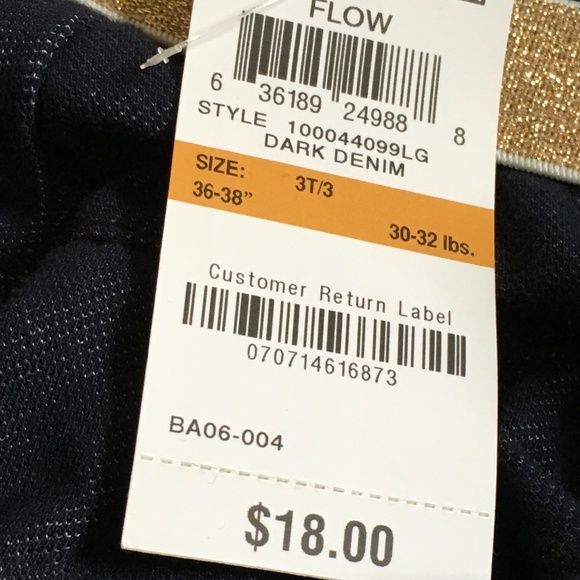 FLOW
6 36189 24988 8
STYLE 100044099LG
DARK DENIM
SIZE: 3T/3
36-38” 30-32 lbs.
Customer Return Label
070714616873
BA06-004
$18.00